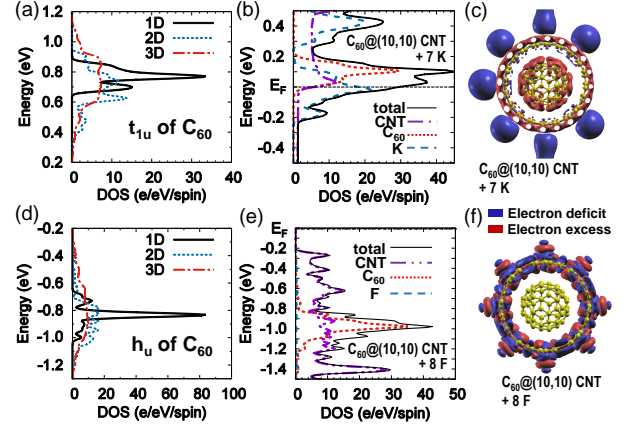 (a)
1.2
1.0
0.8
0.6
0.4
0.2
Energy (eV)
1D
2D
3D
t1u of C60
0 10 20 30 40
DOS (e/eV/spin)
(b)
0.4
EF
-0.4
Energy (eV)
C60@(10,10) CNT
+ 7 K
total
CNT
C60
K
0 5 10 15 20 25 30 35 40 45
DOS (e/eV/spin)
(c)
C60@(10,10) CNT
+ 7 K
(d)
-0.2
-0.4
-0.6
-0.8
-1.0
-1.2
Energy (eV)
1D
2D
3D
hu of C60
0 20 40 60 80 100
DOS (e/eV/spin)
(e)
EF
-0.2
-0.4
-0.6
-0.8
-1.0
-1.2
-1.4
Energy (eV)
total
CNT
C60
F
C60@(10,10) CNT
+ 8 F
0 10 20 30 40 50
DOS (e/eV/spin)
Electron deficit
Electron excess
(f)
C60@(10,10) CNT
+ 8 F